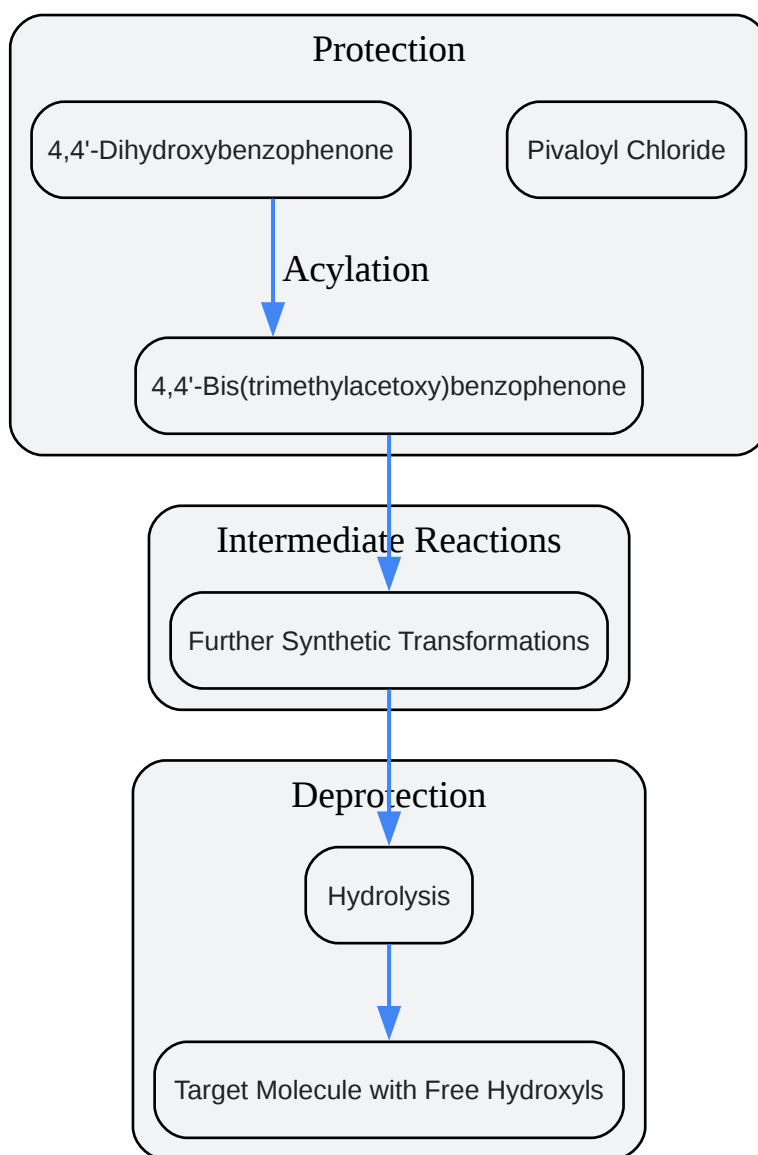 Protection
4,4'-Dihydroxybenzophenone
Pivaloyl Chloride
Acylation
4,4'-Bis(trimethylacetoxy)benzophenone
Intermediate Reactions
Further Synthetic Transformations
Deprotection
Hydrolysis
Target Molecule with Free Hydroxyls